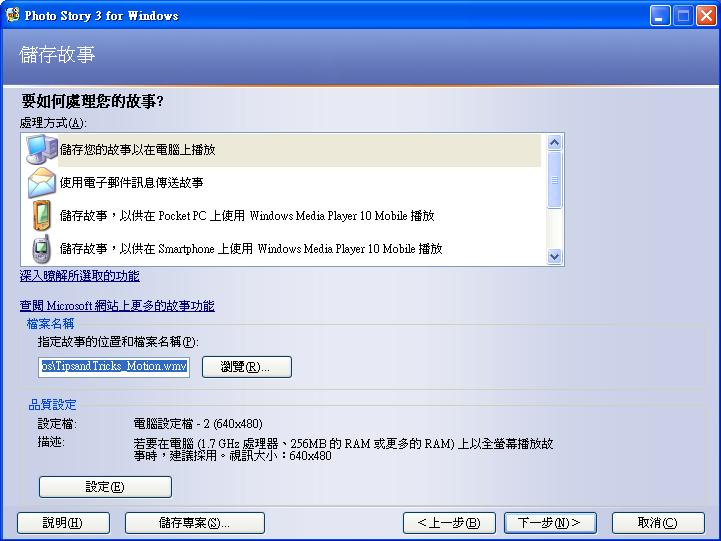 Photo Story 3 for Windows
儲存故事
要如何處理您的故事?
處理方式(A):
儲存您的故事以在電腦上播放
使用電子郵件訊息傳送故事
儲存故事，以供在 Pocket PC 上使用 Windows Media Player 10 Mobile 播放
儲存故事，以供在 Smartphone 上使用 Windows Media Player 10 Mobile 播放
深入瞭解所選取的功能
查閱 Microsoft 網站上更多的故事功能
檔案名稱
指定故事的位置和檔案名稱(P):
os\TipsandTricks_Motion.wmv
瀏覽(R)...
品質設定
設定檔: 電腦設定檔 - 2 (640x480)
描述: 若要在電腦 (1.7 GHz 處理器、256MB 的 RAM 或更多的 RAM) 上以全螢幕播放故
事時，建議採用。視訊大小：640x480
設定(E)
說明(H) 儲存專案(S)... <上一步(B) 下一步(N)> 取消(C)